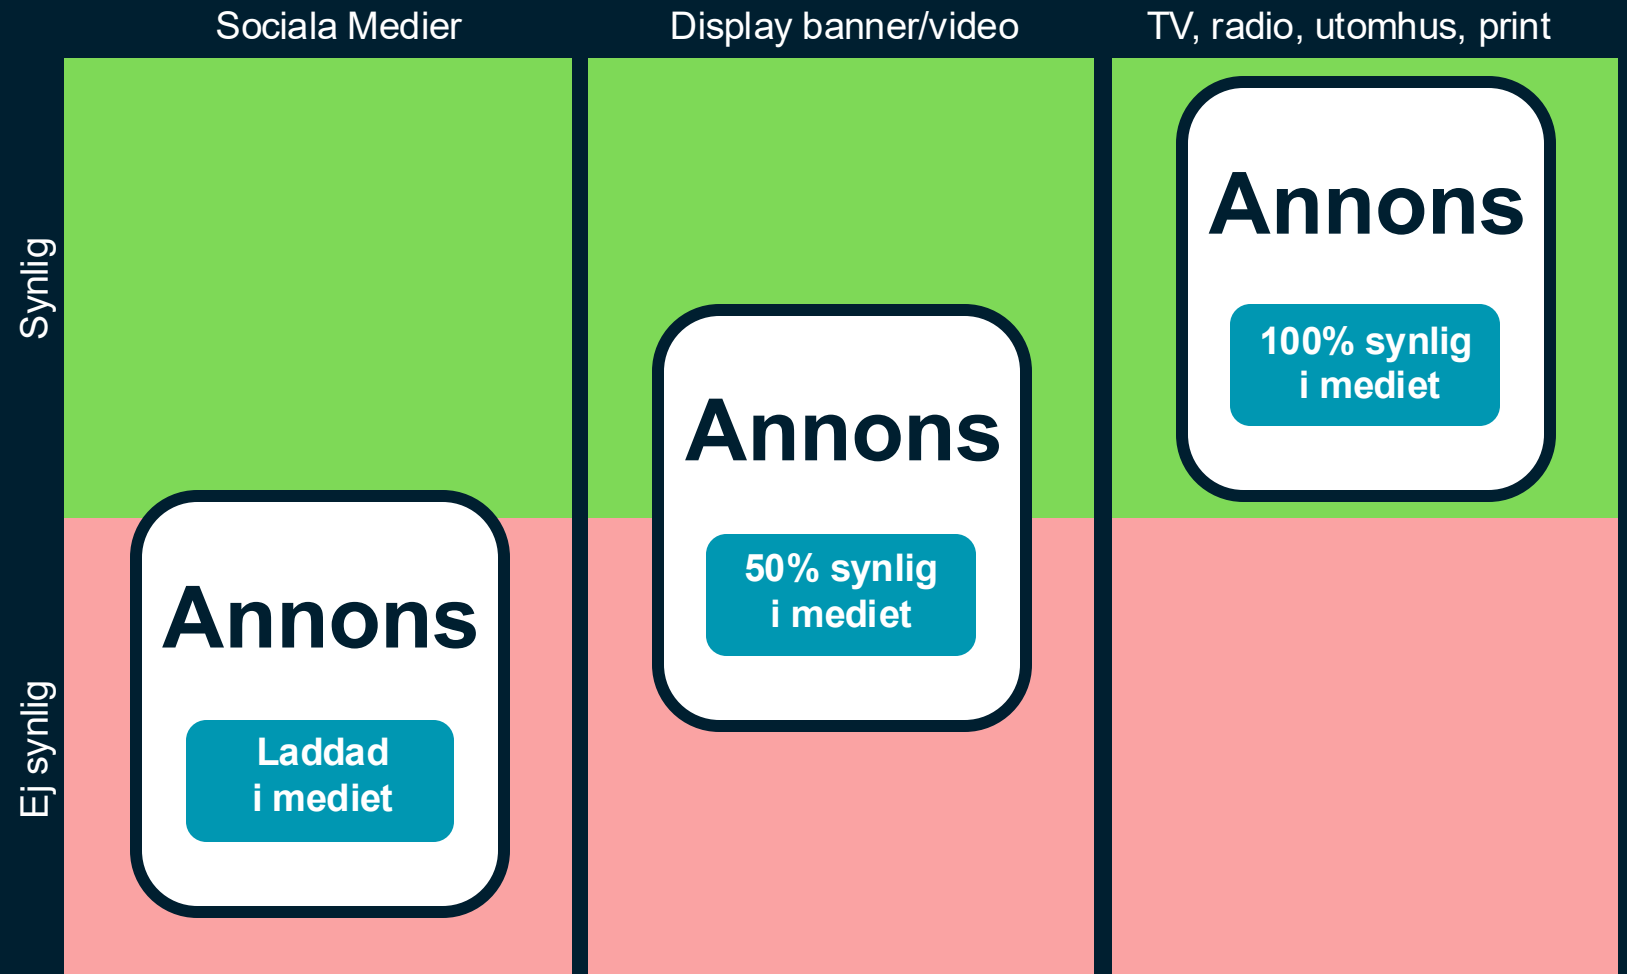 Sociala Medier
Display banner/video
TV, radio, utomhus, print
Synlig
Ej synlig
Annons
Laddad
i mediet
Annons
50% synlig
i mediet
Annons
100% synlig
i mediet